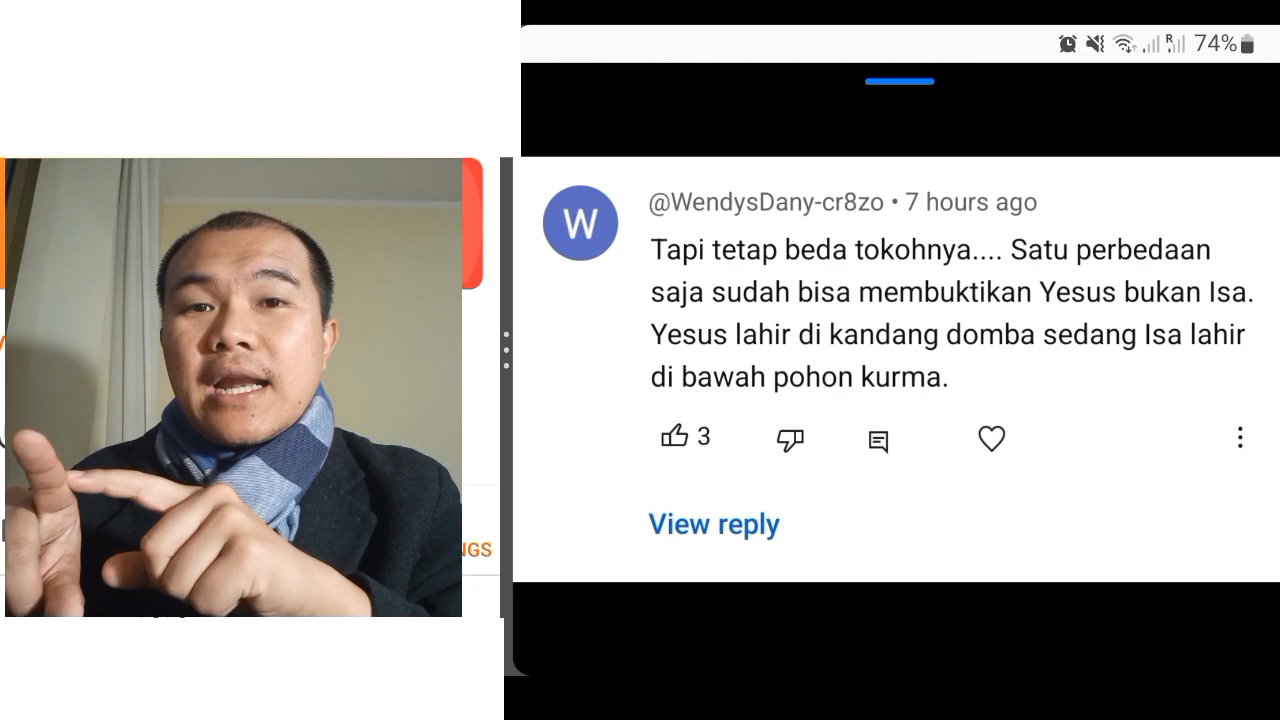 74%
W
@WendysDany-cr8zo • 7 hours ago
Tapi tetap beda tokohnya.... Satu perbedaan
saja sudah bisa membuktikan Yesus bukan Isa.
Yesus lahir di kandang domba sedang Isa lahir
di bawah pohon kurma.
3
View reply